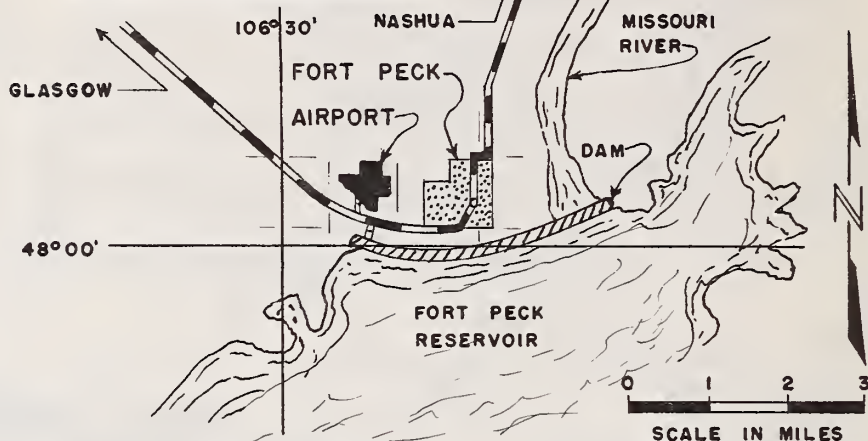 106°30'
NASHUA
MISSOURI
RIVER
FORT PECK
GLASGOW
AIRPORT
DAM
48°00'
FORT PECK
RESERVOIR
N
0 1 2 3
SCALE IN MILES